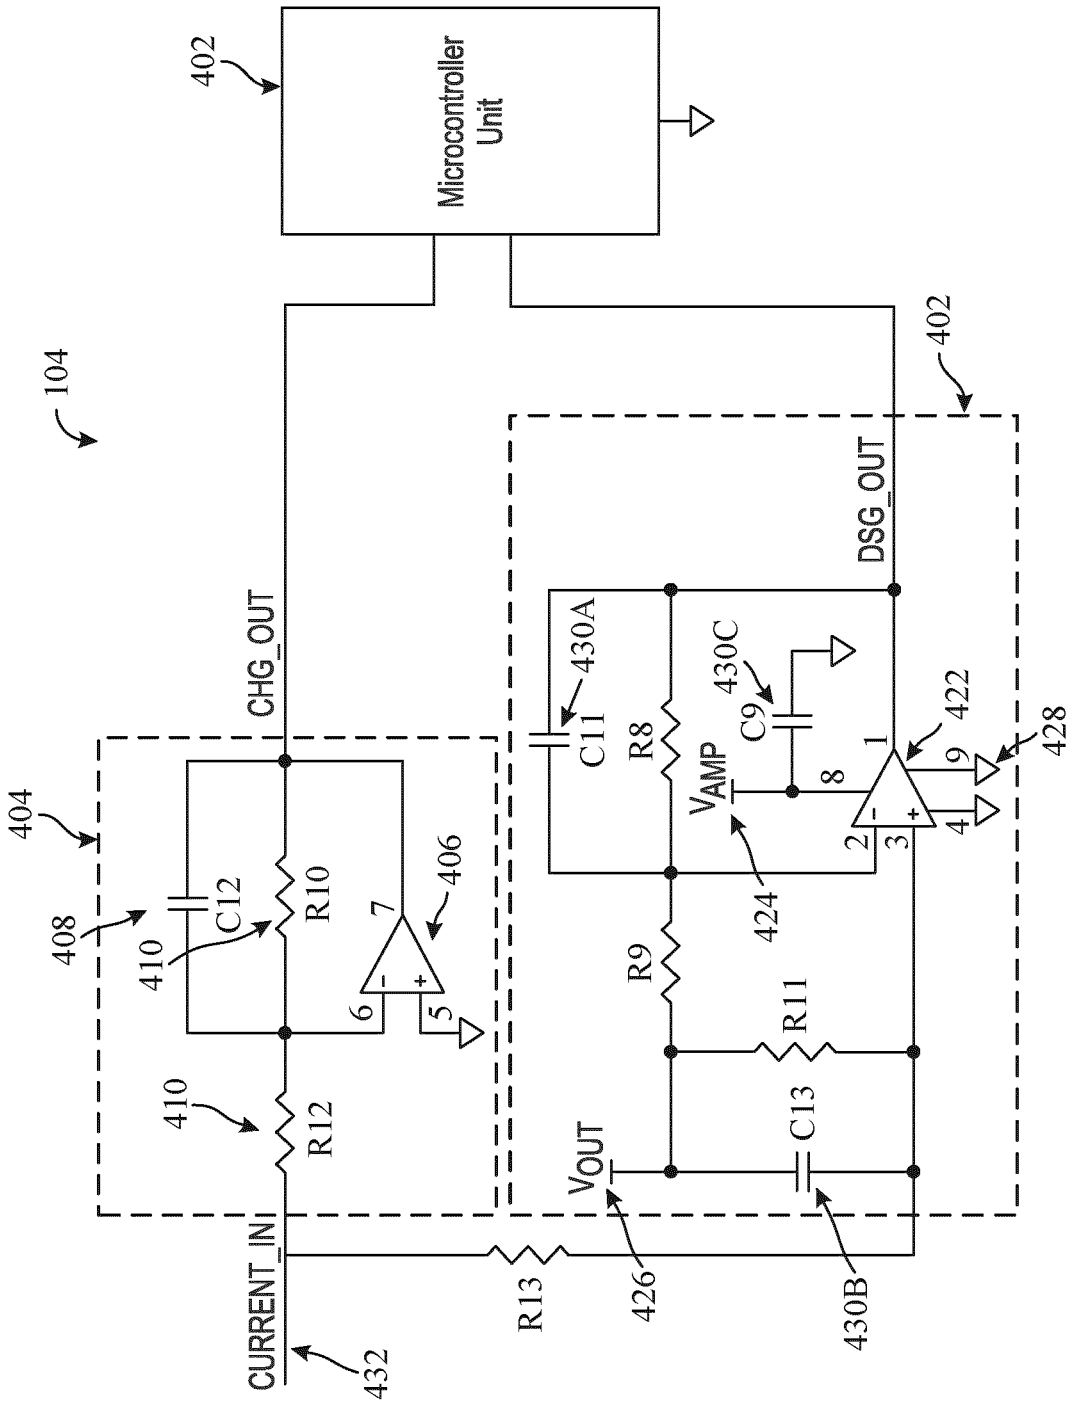 104
402
Microcontroller
Unit
404
408
410
C12
R10
CHG_OUT
7
406
6
5
410
R12
CURRENT_IN
432
R13
402
DSG_OUT
C11
430A
R8
VAMP
424
C9
430C
8
1
422
2
3
4
9
428
R9
R11
C13
VOUT
426
430B
-
+
-
+